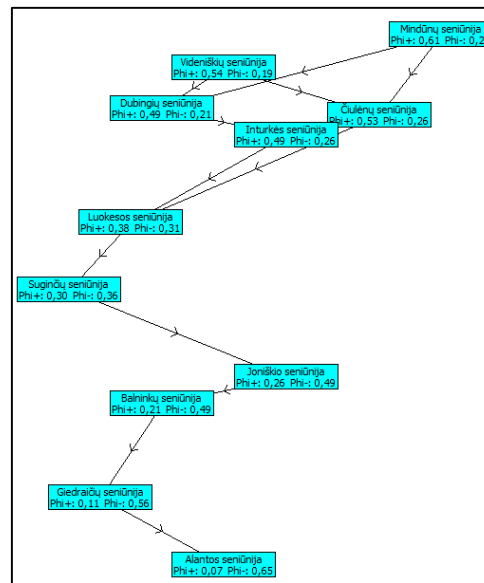 Mindūnų seniūnija
Phi+: 0,61 Phi-: 0,2
Videniškių seniūnija
Phi+: 0,54 Phi-: 0,19
Dubingių seniūnija
Phi+: 0,49 Phi-: 0,21
Čiulėnų seniūnija
Phi+: 0,53 Phi-: 0,26
Inturkės seniūnija
Phi+: 0,49 Phi-: 0,26
Luokesos seniūnija
Phi+: 0,38 Phi-: 0,31
Suginčių seniūnija
Phi+: 0,30 Phi-: 0,36
Joniškio seniūnija
Phi+: 0,26 Phi-: 0,49
Balninkų seniūnija
Phi+: 0,21 Phi-: 0,49
Giedraičių seniūnija
Phi+: 0,11 Phi-: 0,56
Alantos seniūnija
Phi+: 0,07 Phi-: 0,65